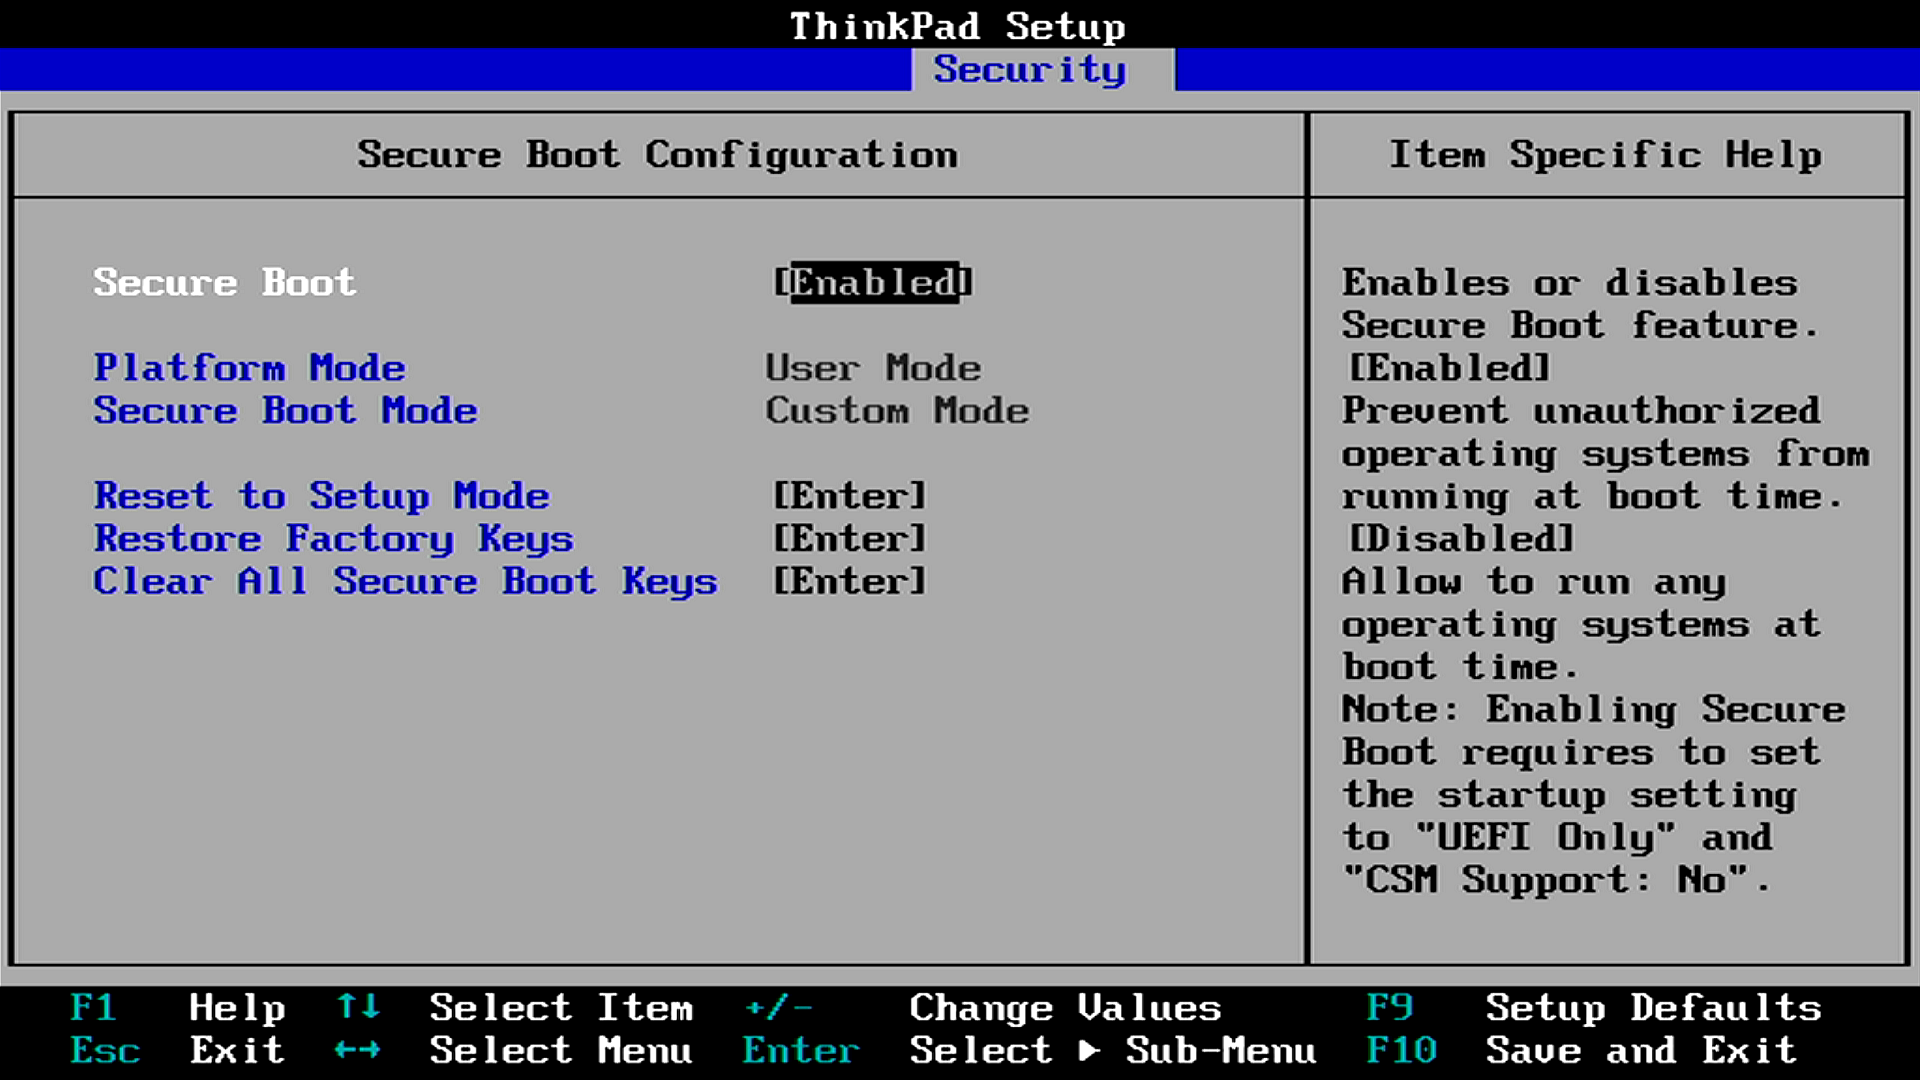 ThinkPad Setup
Security
Secure Boot Configuration
Item Specific Help
Secure Boot [Enabled]
Platform Mode User Mode
Secure Boot Mode Custom Mode
Reset to Setup Mode [Enter]
Restore Factory Keys [Enter]
Clear All Secure Boot Keys [Enter]
Enables or disables
Secure Boot feature.
[Enabled]
Prevent unauthorized
operating systems from
running at boot time.
[Disabled]
Allow to run any
operating systems at
boot time.
Note: Enabling Secure
Boot requires to set
the startup setting
to "UEFI Only" and
"CSM Support: No".
F1 Help ↑↓ Select Item +/- Change Values F9 Setup Defaults
Esc Exit ←→ Select Menu Enter Select ▶ Sub-Menu F10 Save and Exit